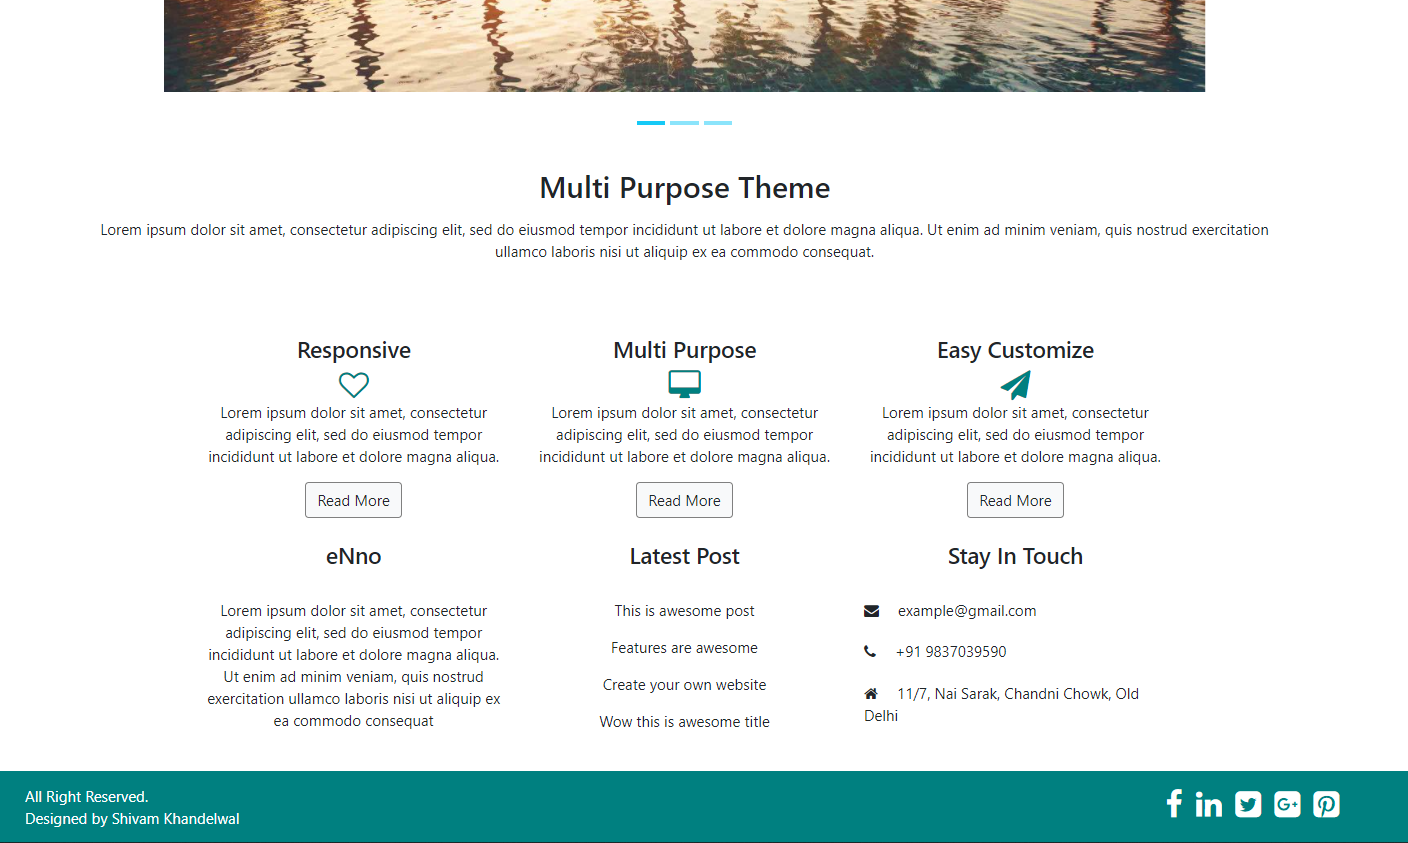 Multi Purpose Theme
Lorem ipsum dolor sit amet, consectetur adipiscing elit, sed do eiusmod tempor incididunt ut labore et dolore magna aliqua. Ut enim ad minim veniam, quis nostrud exercitation
ullamco laboris nisi ut aliquip ex ea commodo consequat.
Responsive
Lorem ipsum dolor sit amet, consectetur
adipiscing elit, sed do eiusmod tempor
incididunt ut labore et dolore magna aliqua.
Read More
Multi Purpose
Lorem ipsum dolor sit amet, consectetur
adipiscing elit, sed do eiusmod tempor
incididunt ut labore et dolore magna aliqua.
Read More
Easy Customize
Lorem ipsum dolor sit amet, consectetur
adipiscing elit, sed do eiusmod tempor
incididunt ut labore et dolore magna aliqua.
Read More
eNno
Lorem ipsum dolor sit amet, consectetur
adipiscing elit, sed do eiusmod tempor
incididunt ut labore et dolore magna aliqua.
Ut enim ad minim veniam, quis nostrud
exercitation ullamco laboris nisi ut aliquip ex
ea commodo consequat
Latest Post
This is awesome post
Features are awesome
Create your own website
Wow this is awesome title
Stay In Touch
example@gmail.com
+91 9837039590
11/7, Nai Sarak, Chandni Chowk, Old
Delhi
All Right Reserved.
Designed by Shivam Khandelwal